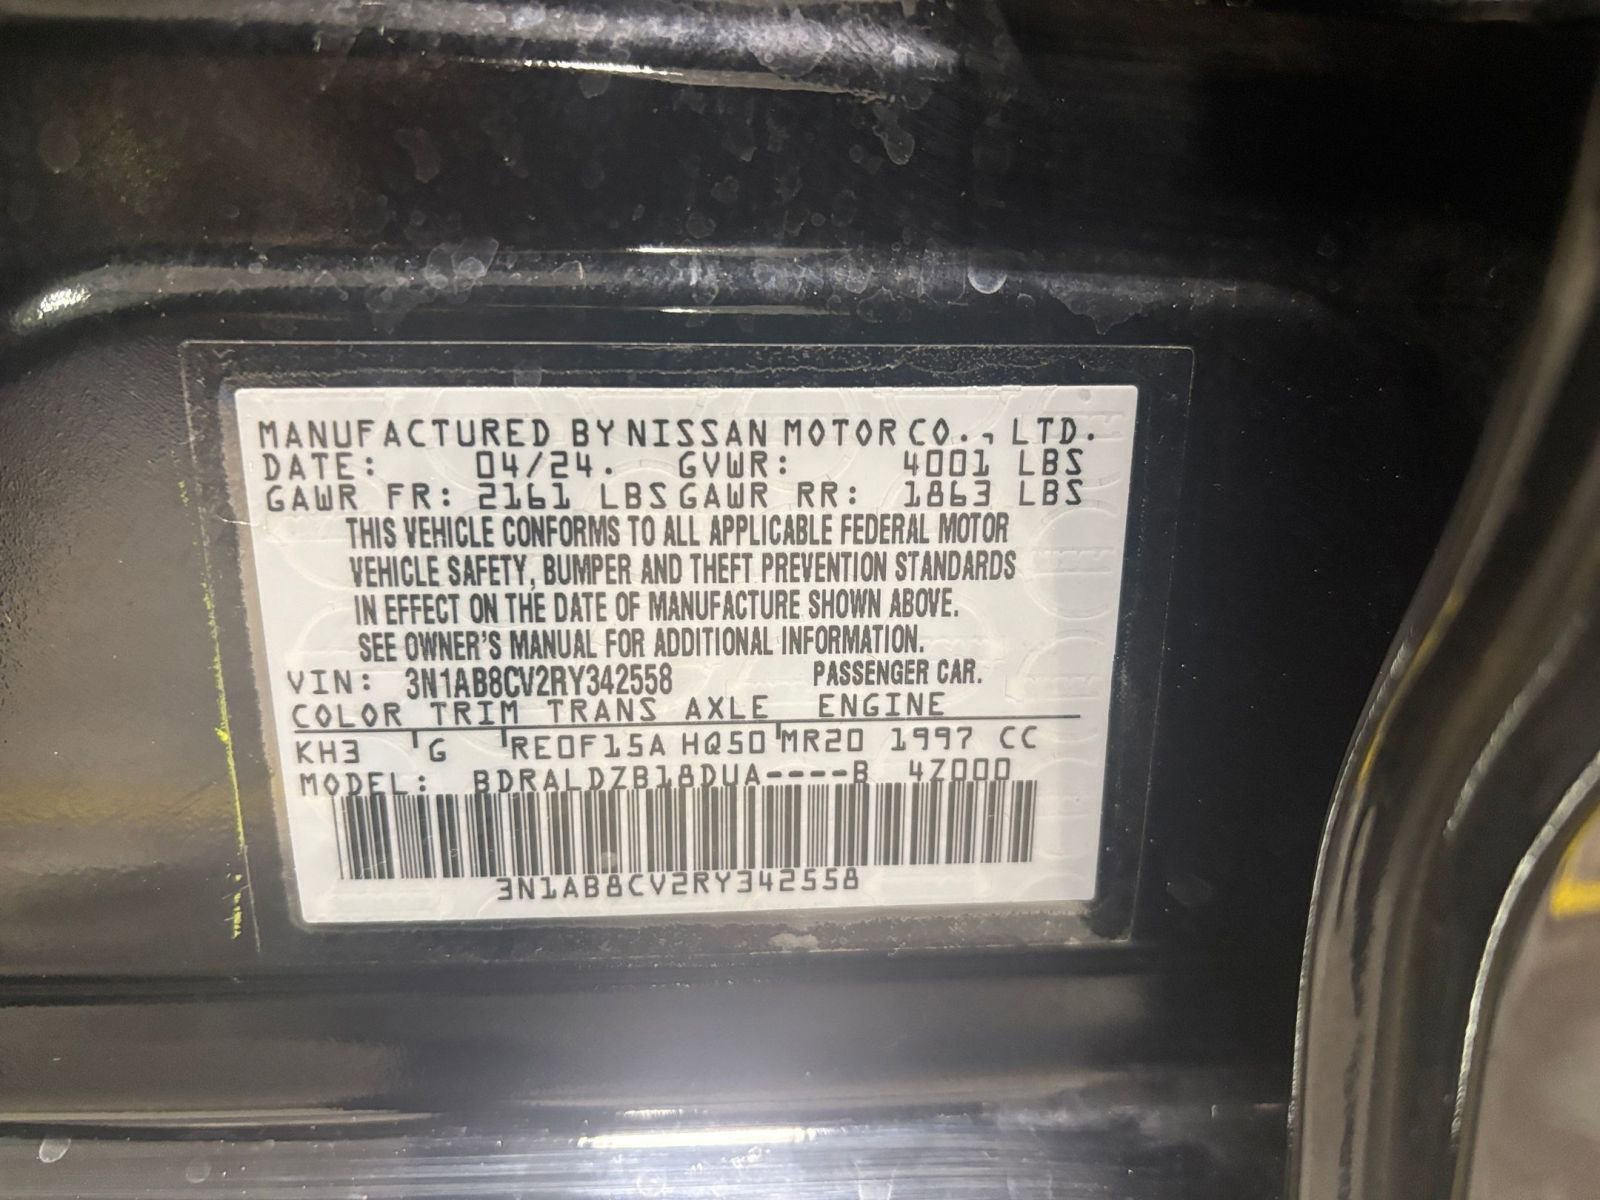 MANUFACTURED BY NISSAN MOTOR CO., LTD.
DATE: 04/24. GVWR: 4001 LBS
GAWR FR: 2161 LBS GAWR RR: 1863 LBS
THIS VEHICLE CONFORMS TO ALL APPLICABLE FEDERAL MOTOR
VEHICLE SAFETY, BUMPER AND THEFT PREVENTION STANDARDS
IN EFFECT ON THE DATE OF MANUFACTURE SHOWN ABOVE.
SEE OWNER'S MANUAL FOR ADDITIONAL INFORMATION.
VIN: 3N1AB8CV2RY342558 PASSENGER CAR.
COLOR TRIM TRANS AXLE ENGINE
KH3 G RE0F15A HQ50 MR20 1997 CC
MODEL: BDRALDZB18DUA----B 4Z000
3N1AB8CV2RY342558